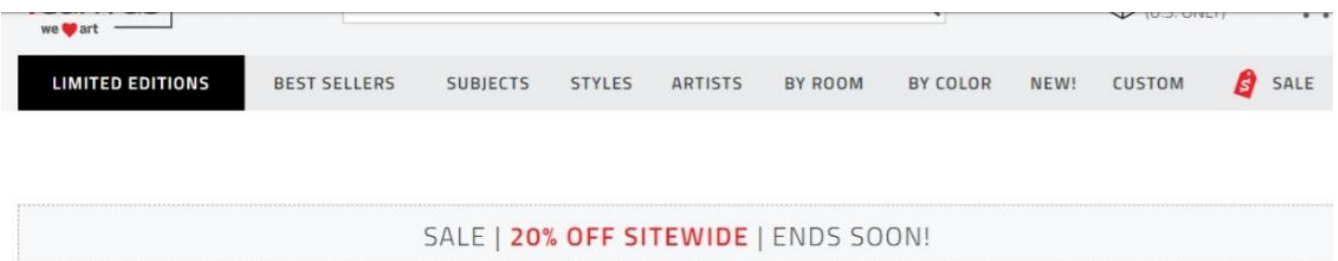 we ♥ art
(U.S. ONLY)
LIMITED EDITIONS BEST SELLERS SUBJECTS STYLES ARTISTS BY ROOM BY COLOR NEW! CUSTOM SALE
SALE | 20% OFF SITEWIDE | ENDS SOON!